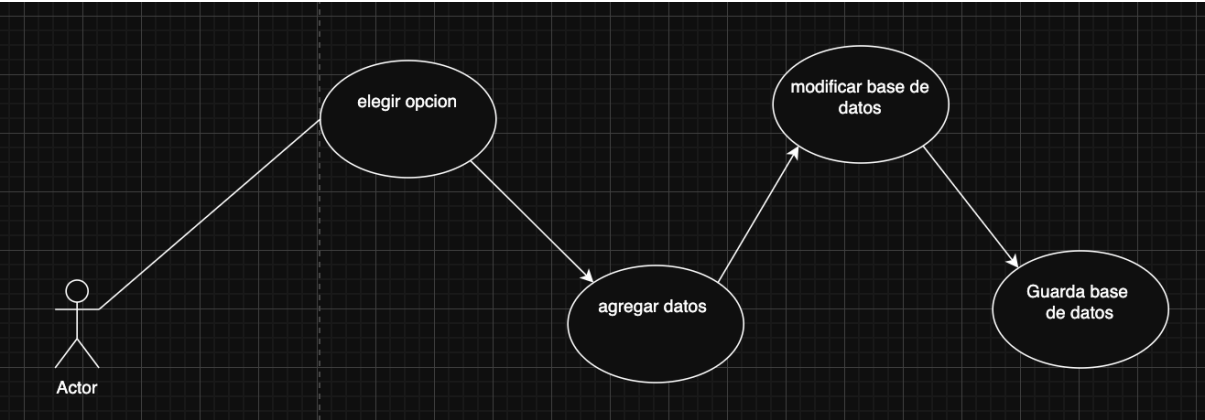 elegir opcion
modificar base de
datos
agregar datos
Guarda base
de datos
Actor